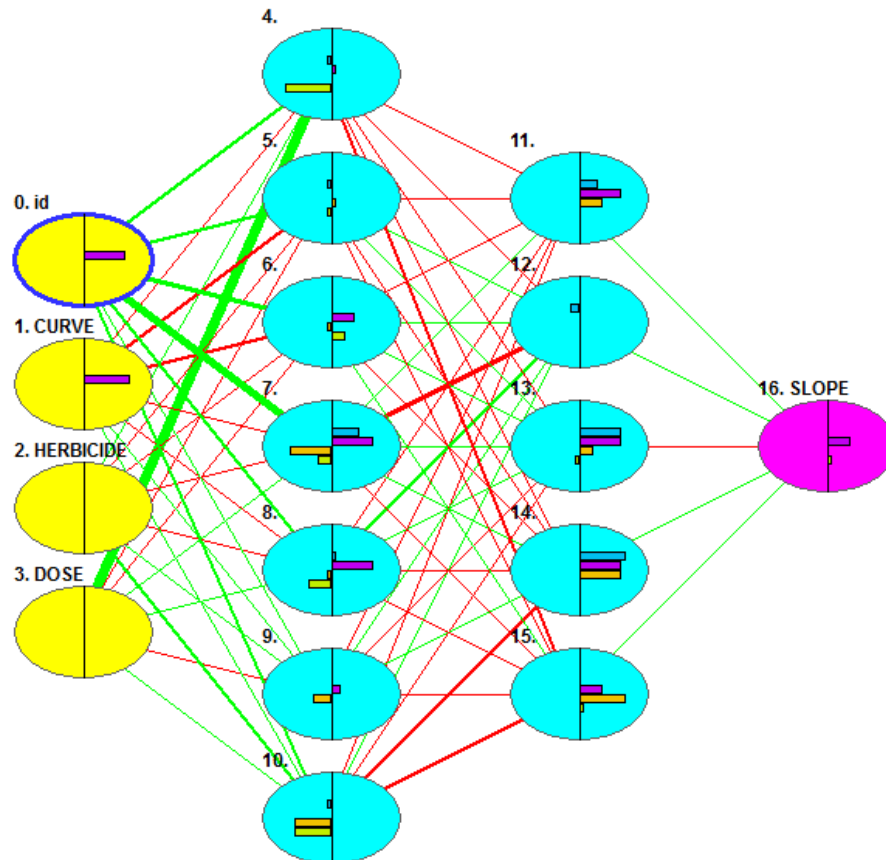 4.
5.
0. id
6.
1. CURVE
7.
2. HERBICIDE
8.
3. DOSE
9.
10.
11.
12.
13.
14.
15.
16. SLOPE